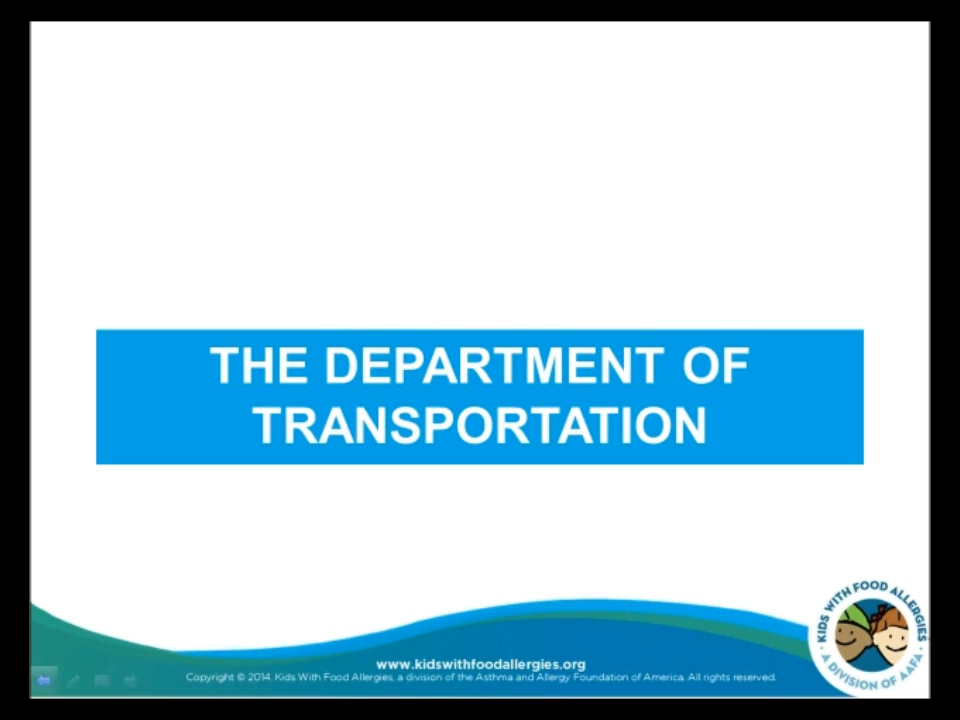 THE DEPARTMENT OF
TRANSPORTATION
www.kidswithfoodallergies.org
Copyright © 2014. Kids With Food Allergies, a division of the Asthma and Allergy Foundation of America. All rights reserved.
• KIDS WITH FOOD ALLERGIES •
A DIVISION OF AAFA